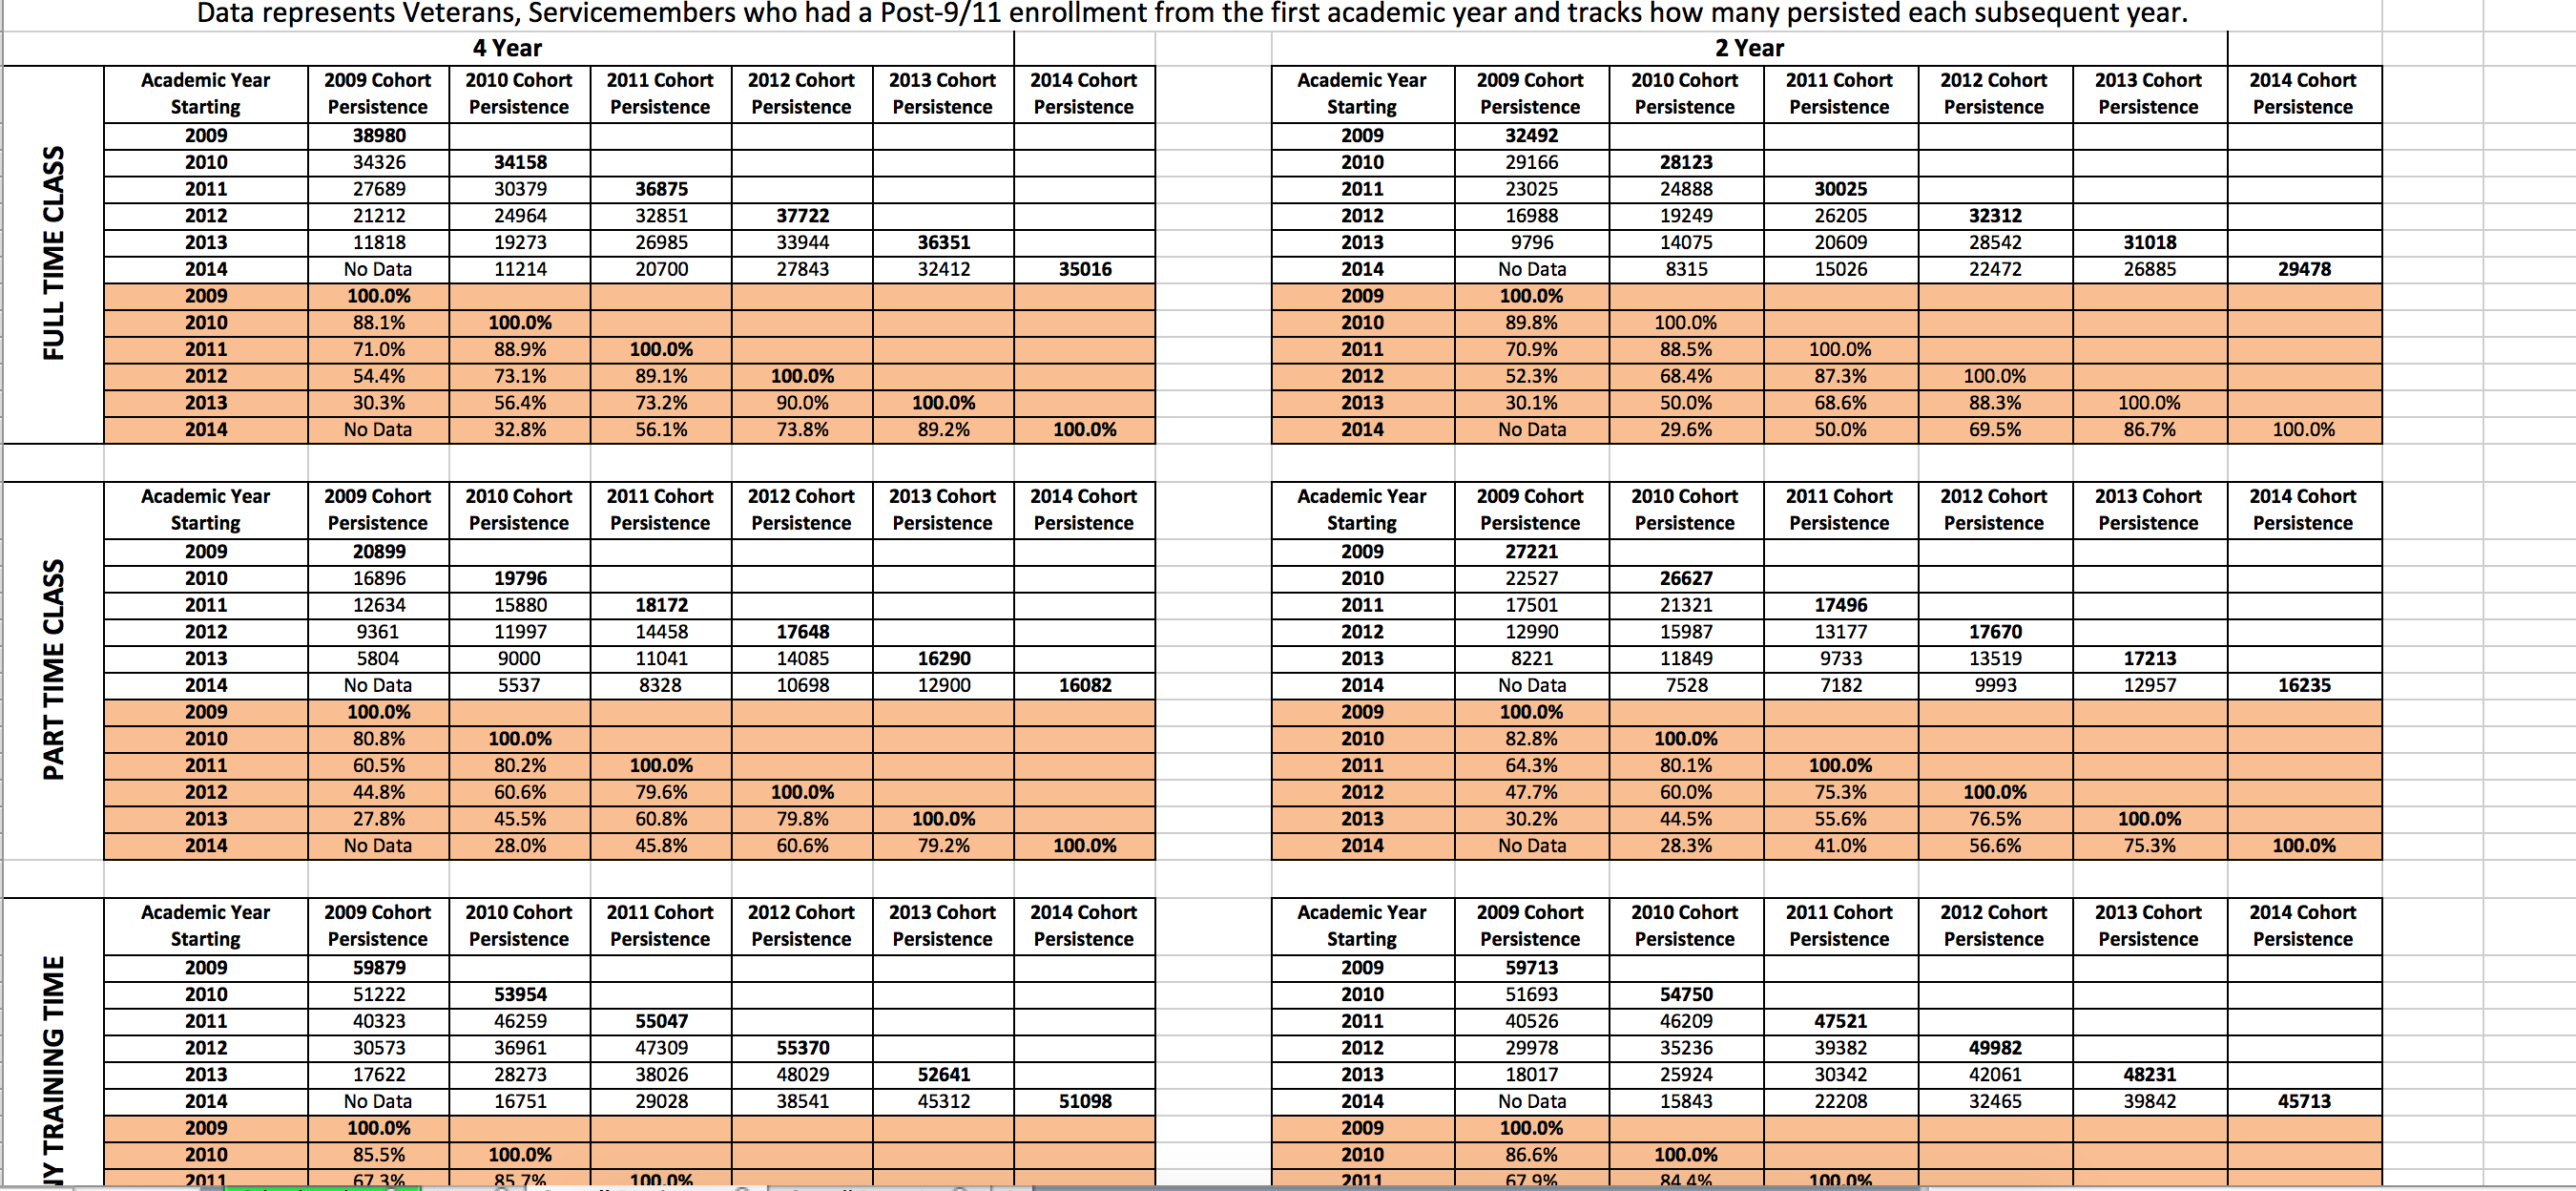 Data represents Veterans, Servicemembers who had a Post-9/11 enrollment from the first academic year and tracks how many persisted each subsequent year.
4 Year 2 Year
FULL TIME CLASS
Academic Year 2009 Cohort 2010 Cohort 2011 Cohort 2012 Cohort 2013 Cohort 2014 Cohort Academic Year 2009 Cohort 2010 Cohort 2011 Cohort 2012 Cohort 2013 Cohort 2014 Cohort
Starting Persistence Persistence Persistence Persistence Persistence Persistence Starting Persistence Persistence Persistence Persistence Persistence Persistence
2009 38980 2009 32492
2010 34326 34158 2010 29166 28123
2011 27689 30379 36875 2011 23025 24888 30025
2012 21212 24964 32851 37722 2012 16988 19249 26205 32312
2013 11818 19273 26985 33944 36351 2013 9796 14075 20609 28542 31018
2014 No Data 11214 20700 27843 32412 35016 2014 No Data 8315 15026 22472 26885 29478
2009 100.0% 2009 100.0%
2010 88.1% 100.0% 2010 89.8% 100.0%
2011 71.0% 88.9% 100.0% 2011 70.9% 88.5% 100.0%
2012 54.4% 73.1% 89.1% 100.0% 2012 52.3% 68.4% 87.3% 100.0%
2013 30.3% 56.4% 73.2% 90.0% 100.0% 2013 30.1% 50.0% 68.6% 88.3% 100.0%
2014 No Data 32.8% 56.1% 73.8% 89.2% 100.0% 2014 No Data 29.6% 50.0% 69.5% 86.7% 100.0%
PART TIME CLASS
Academic Year 2009 Cohort 2010 Cohort 2011 Cohort 2012 Cohort 2013 Cohort 2014 Cohort Academic Year 2009 Cohort 2010 Cohort 2011 Cohort 2012 Cohort 2013 Cohort 2014 Cohort
Starting Persistence Persistence Persistence Persistence Persistence Persistence Starting Persistence Persistence Persistence Persistence Persistence Persistence
2009 20899 2009 27221
2010 16896 19796 2010 22527 26627
2011 12634 15880 18172 2011 17501 21321 17496
2012 9361 11997 14458 17648 2012 12990 15987 13177 17670
2013 5804 9000 11041 14085 16290 2013 8221 11849 9733 13519 17213
2014 No Data 5537 8328 10698 12900 16082 2014 No Data 7528 7182 9993 12957 16235
2009 100.0% 2009 100.0%
2010 80.8% 100.0% 2010 82.8% 100.0%
2011 60.5% 80.2% 100.0% 2011 64.3% 80.1% 100.0%
2012 44.8% 60.6% 79.6% 100.0% 2012 47.7% 60.0% 75.3% 100.0%
2013 27.8% 45.5% 60.8% 79.8% 100.0% 2013 30.2% 44.5% 55.6% 76.5% 100.0%
2014 No Data 28.0% 45.8% 60.6% 79.2% 100.0% 2014 No Data 28.3% 41.0% 56.6% 75.3% 100.0%
NY TRAINING TIME
Academic Year 2009 Cohort 2010 Cohort 2011 Cohort 2012 Cohort 2013 Cohort 2014 Cohort Academic Year 2009 Cohort 2010 Cohort 2011 Cohort 2012 Cohort 2013 Cohort 2014 Cohort
Starting Persistence Persistence Persistence Persistence Persistence Persistence Starting Persistence Persistence Persistence Persistence Persistence Persistence
2009 59879 2009 59713
2010 51222 53954 2010 51693 54750
2011 40323 46259 55047 2011 40526 46209 47521
2012 30573 36961 47309 55370 2012 29978 35236 39382 49982
2013 17622 28273 38026 48029 52641 2013 18017 25924 30342 42061 48231
2014 No Data 16751 29028 38541 45312 51098 2014 No Data 15843 22208 32465 39842 45713
2009 100.0% 2009 100.0%
2010 85.5% 100.0% 2010 86.6% 100.0%
2011 67.3% 85.7% 100.0% 2011 67.9% 84.4% 100.0%